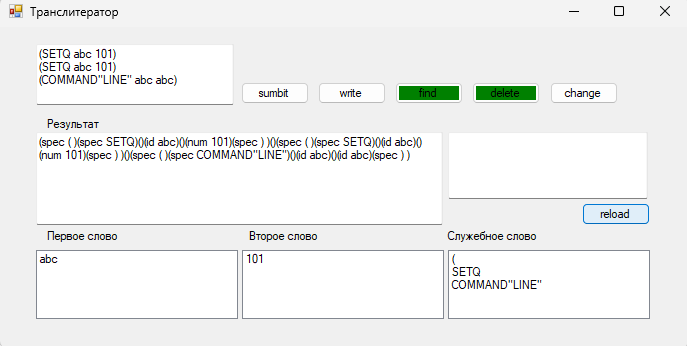 Транслитератор
(SETQ abc 101)
(SETQ abc 101)
(COMMAND"LINE" abc abc)
sumbit
write
find
delete
change
Результат
(spec ( )(spec SETQ)()(id abc)()(num 101)(spec ) )()(spec ( )(spec SETQ)()(id abc)()
(num 101)(spec ) )()(spec ( )(spec COMMAND"LINE")()(id abc)()(id abc)(spec ) )
reload
Первое слово
Второе слово
Служебное слово
abc
101
(
SETQ
COMMAND"LINE"